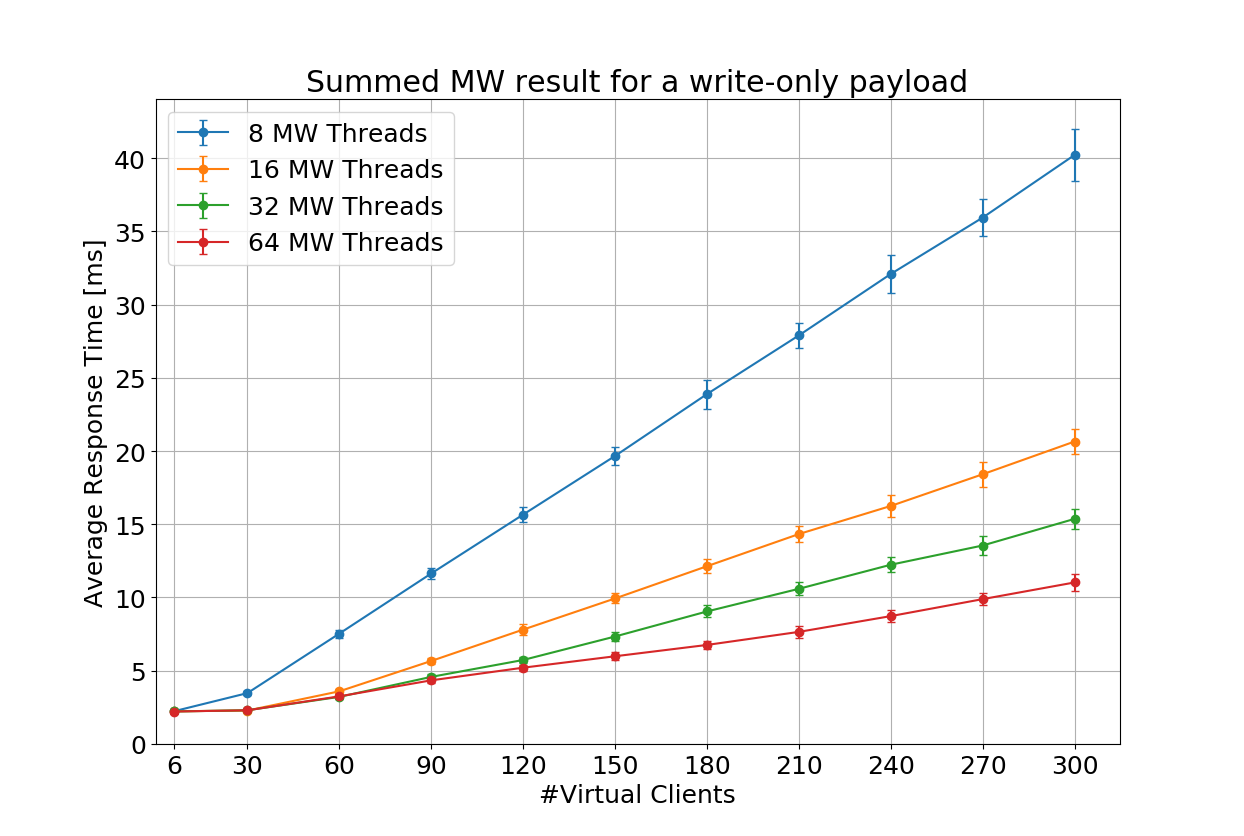 Summed MW result for a write-only payload
8 MW Threads
16 MW Threads
32 MW Threads
64 MW Threads
Average Response Time [ms]
40
35
30
25
20
15
10
5
0
6 30 60 90 120 150 180 210 240 270 300
#Virtual Clients